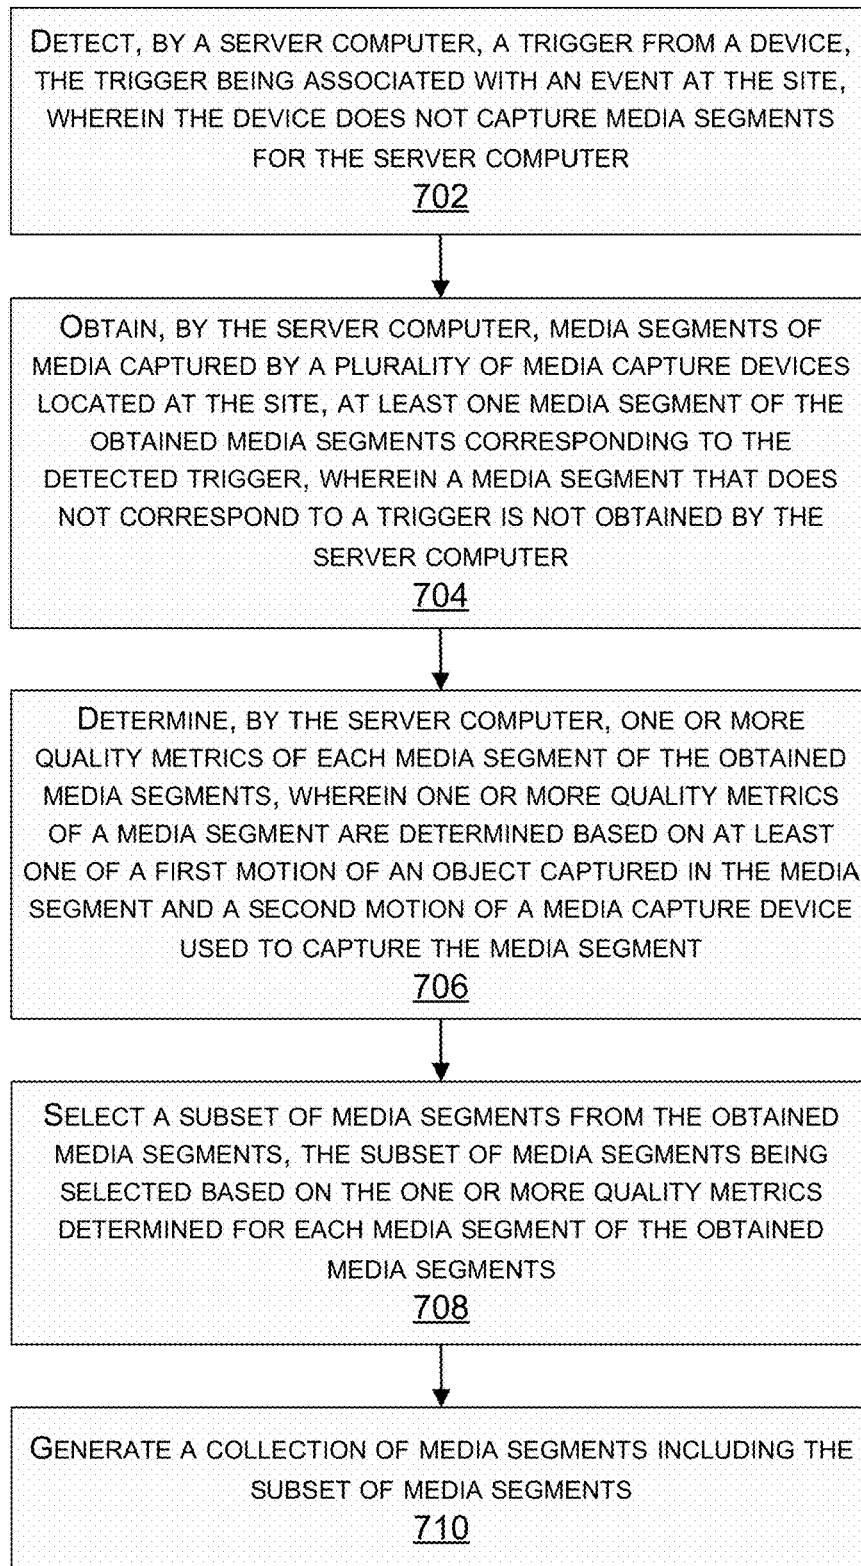 DETECT, BY A SERVER COMPUTER, A TRIGGER FROM A DEVICE,
THE TRIGGER BEING ASSOCIATED WITH AN EVENT AT THE SITE,
WHEREIN THE DEVICE DOES NOT CAPTURE MEDIA SEGMENTS
FOR THE SERVER COMPUTER
702
OBTAIN, BY THE SERVER COMPUTER, MEDIA SEGMENTS OF
MEDIA CAPTURED BY A PLURALITY OF MEDIA CAPTURE DEVICES
LOCATED AT THE SITE, AT LEAST ONE MEDIA SEGMENT OF THE
OBTAINED MEDIA SEGMENTS CORRESPONDING TO THE
DETECTED TRIGGER, WHEREIN A MEDIA SEGMENT THAT DOES
NOT CORRESPOND TO A TRIGGER IS NOT OBTAINED BY THE
SERVER COMPUTER
704
DETERMINE, BY THE SERVER COMPUTER, ONE OR MORE
QUALITY METRICS OF EACH MEDIA SEGMENT OF THE OBTAINED
MEDIA SEGMENTS, WHEREIN ONE OR MORE QUALITY METRICS
OF A MEDIA SEGMENT ARE DETERMINED BASED ON AT LEAST
ONE OF A FIRST MOTION OF AN OBJECT CAPTURED IN THE MEDIA
SEGMENT AND A SECOND MOTION OF A MEDIA CAPTURE DEVICE
USED TO CAPTURE THE MEDIA SEGMENT
706
SELECT A SUBSET OF MEDIA SEGMENTS FROM THE OBTAINED
MEDIA SEGMENTS, THE SUBSET OF MEDIA SEGMENTS BEING
SELECTED BASED ON THE ONE OR MORE QUALITY METRICS
DETERMINED FOR EACH MEDIA SEGMENT OF THE OBTAINED
MEDIA SEGMENTS
708
GENERATE A COLLECTION OF MEDIA SEGMENTS INCLUDING THE
SUBSET OF MEDIA SEGMENTS
710